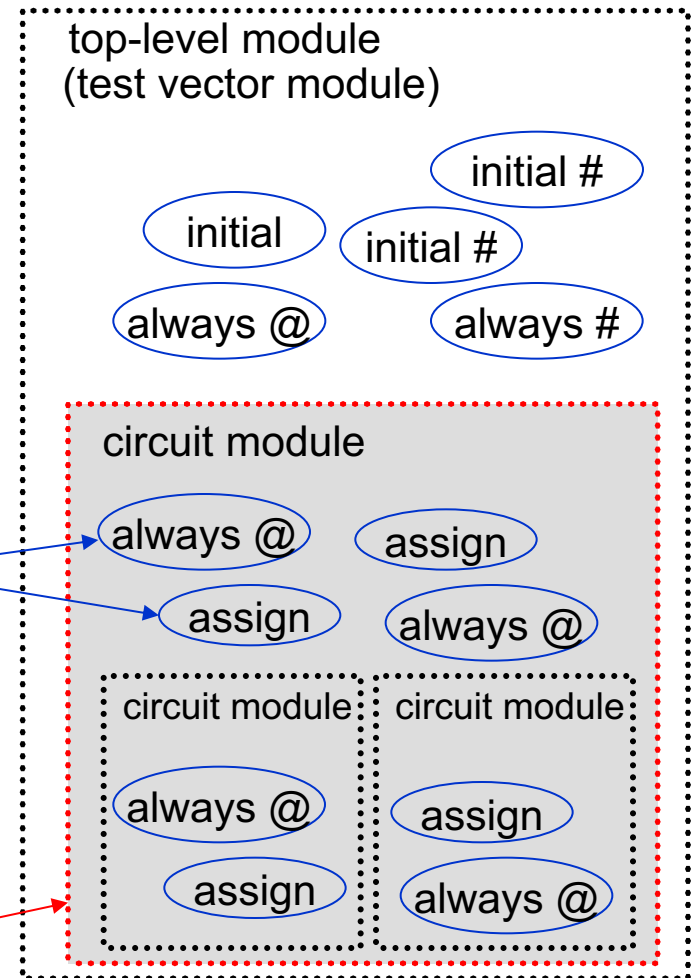 top-level module
(test vector module)
initial #
initial
initial #
always @
always #
circuit module
always @
assign
assign
always @
circuit module
circuit module
always @
assign
assign
always @